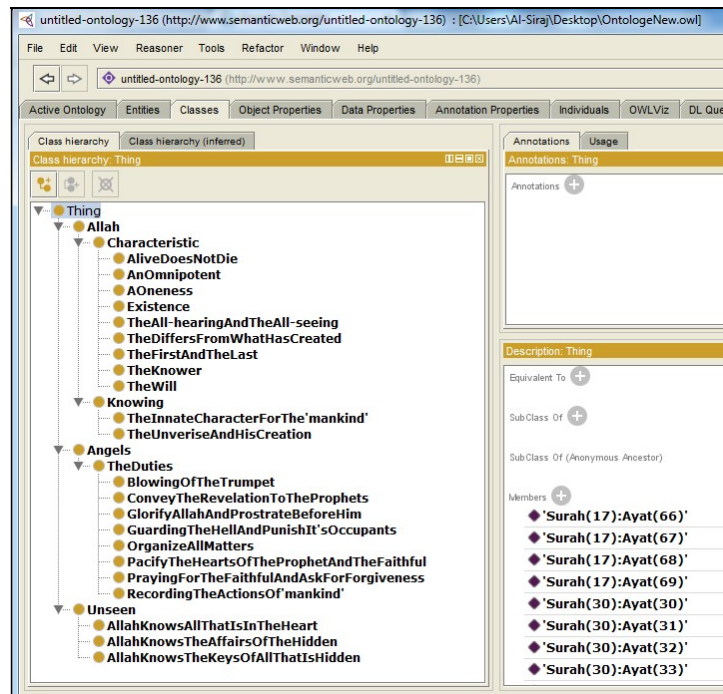 untitled-ontology-136 (http://www.semanticweb.org/untitled-ontology-136) : [C:\Users\Al-Siraj\Desktop\OntologeNew.owl]
File Edit View Reasoner Tools Refactor Window Help
untitled-ontology-136 (http://www.semanticweb.org/untitled-ontology-136)
Active Ontology Entities Classes Object Properties Data Properties Annotation Properties Individuals OWLViz DL Que
Class hierarchy Class hierarchy (inferred)
Class hierarchy: Thing
Thing
Allah
Characteristic
AliveDoesNotDie
AnOmnipotent
AOneness
Existence
TheAll-hearingAndTheAll-seeing
TheDiffersFromWhatHasCreated
TheFirstAndTheLast
TheKnower
TheWill
Knowing
TheInnateCharacterForThe'mankind'
TheUnveriseAndHisCreation
Angels
TheDuties
BlowingOfTheTrumpet
ConveyTheRevelationToTheProphets
GlorifyAllahAndProstrateBeforeHim
GuardingTheHellAndPunishIt'sOccupants
OrganizeAllMatters
PacifyTheHeartsOfTheProphetAndTheFaithful
PrayingForTheFaithfulAndAskForForgiveness
RecordingTheActionsOf'mankind'
Unseen
AllahKnowsAllThatIsInTheHeart
AllahKnowsTheAffairsOfTheHidden
AllahKnowsTheKeysOfAllThatIsHidden
Annotations Usage
Annotations: Thing
Annotations
Description: Thing
Equivalent To
SubClass Of
SubClass Of (Anonymous Ancestor)
Members
'Surah(17):Ayat(66)'
'Surah(17):Ayat(67)'
'Surah(17):Ayat(68)'
'Surah(17):Ayat(69)'
'Surah(30):Ayat(30)'
'Surah(30):Ayat(31)'
'Surah(30):Ayat(32)'
'Surah(30):Ayat(33)'